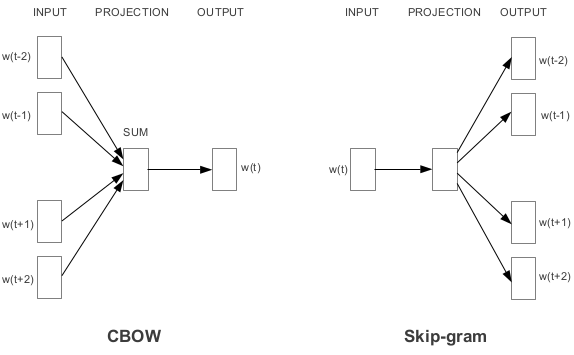 INPUT PROJECTION OUTPUT
w(t-2)
w(t-1)
SUM
w(t)
w(t+1)
w(t+2)
CBOW
INPUT PROJECTION OUTPUT
w(t-2)
w(t-1)
w(t)
w(t+1)
w(t+2)
Skip-gram